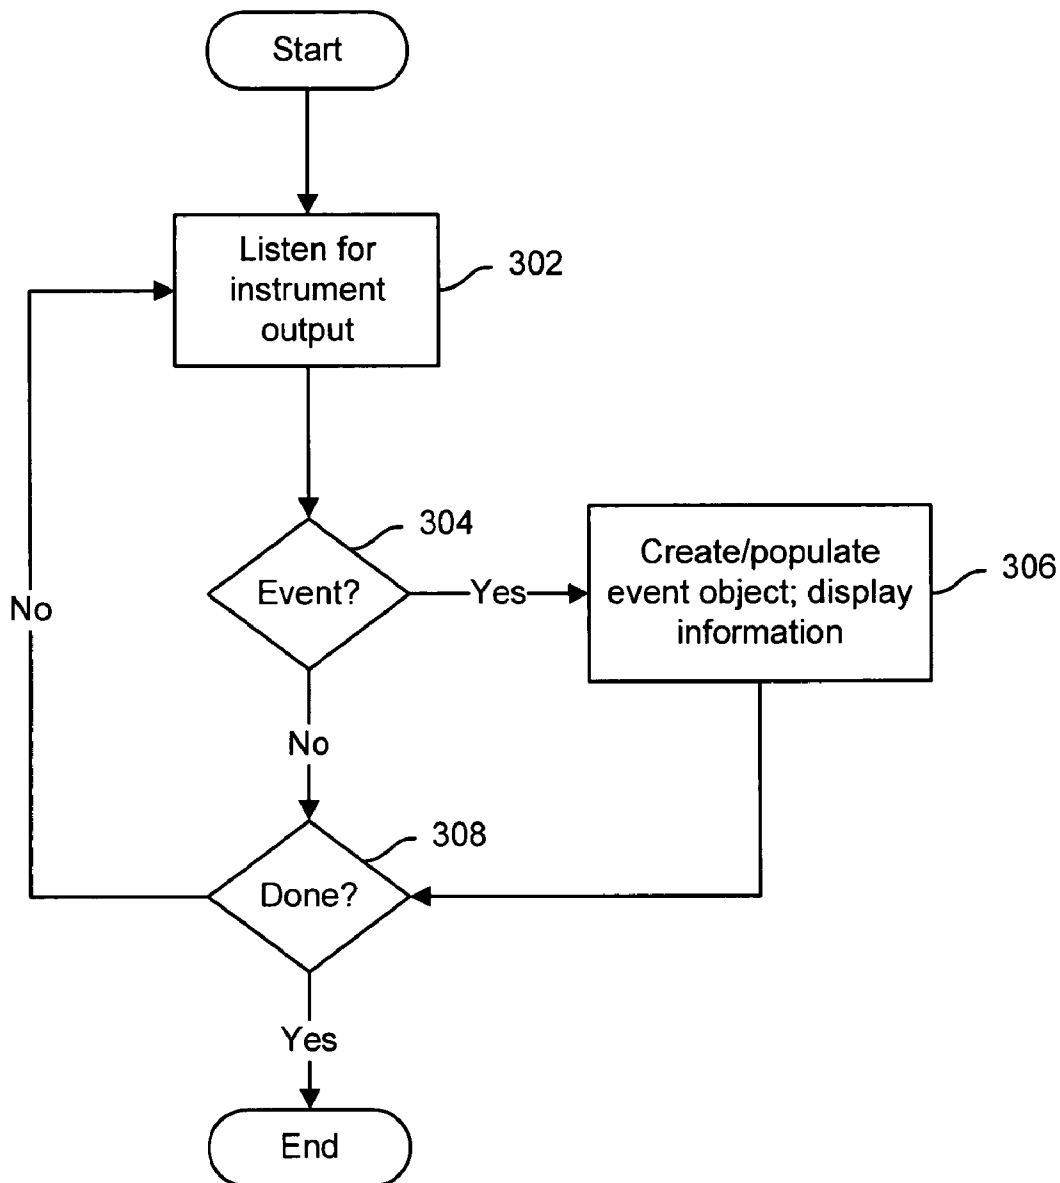 Start
Listen for
instrument
output
302
304
Event?
Yes
Create/populate
event object; display
information
306
No
No
308
Done?
Yes
End